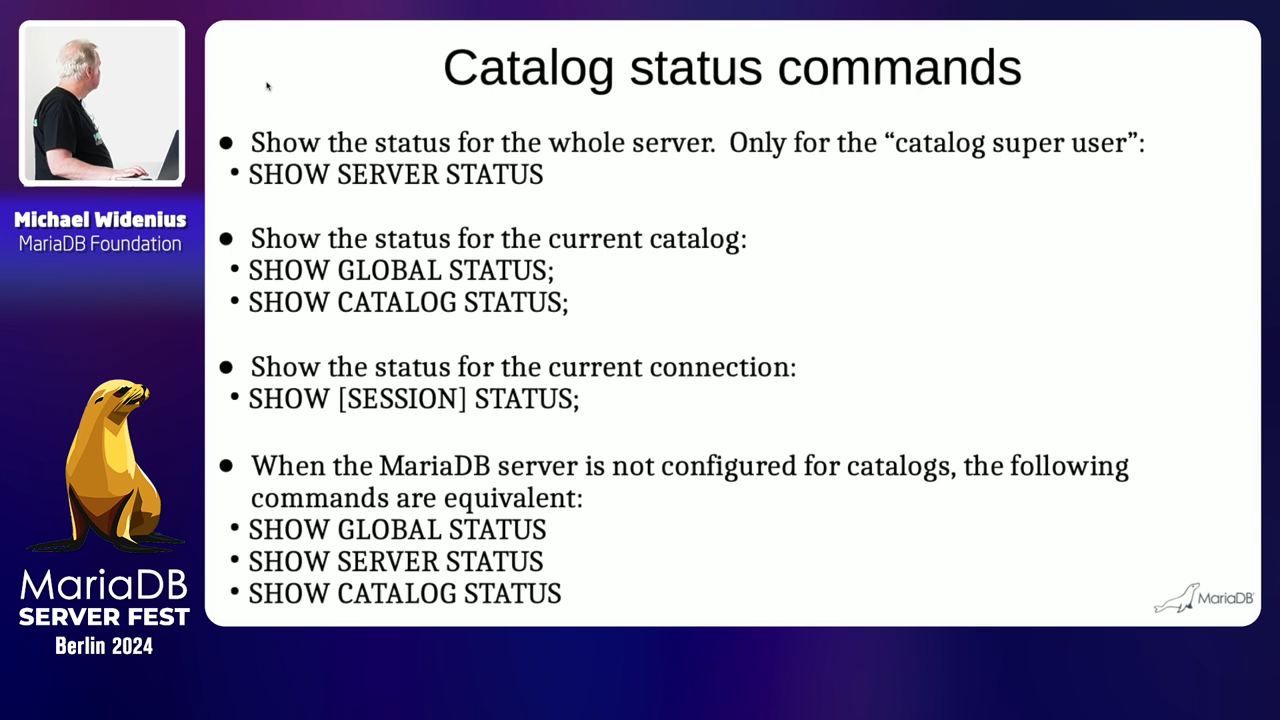 Catalog status commands
● Show the status for the whole server.  Only for the “catalog super user”:
• SHOW SERVER STATUS
● Show the status for the current catalog:
• SHOW GLOBAL STATUS;
• SHOW CATALOG STATUS;
● Show the status for the current connection:
• SHOW [SESSION] STATUS;
● When the MariaDB server is not configured for catalogs, the following
commands are equivalent:
• SHOW GLOBAL STATUS
• SHOW SERVER STATUS
• SHOW CATALOG STATUS
MariaDB
Michael Widenius
MariaDB Foundation
MariaDB
SERVER FEST
Berlin 2024